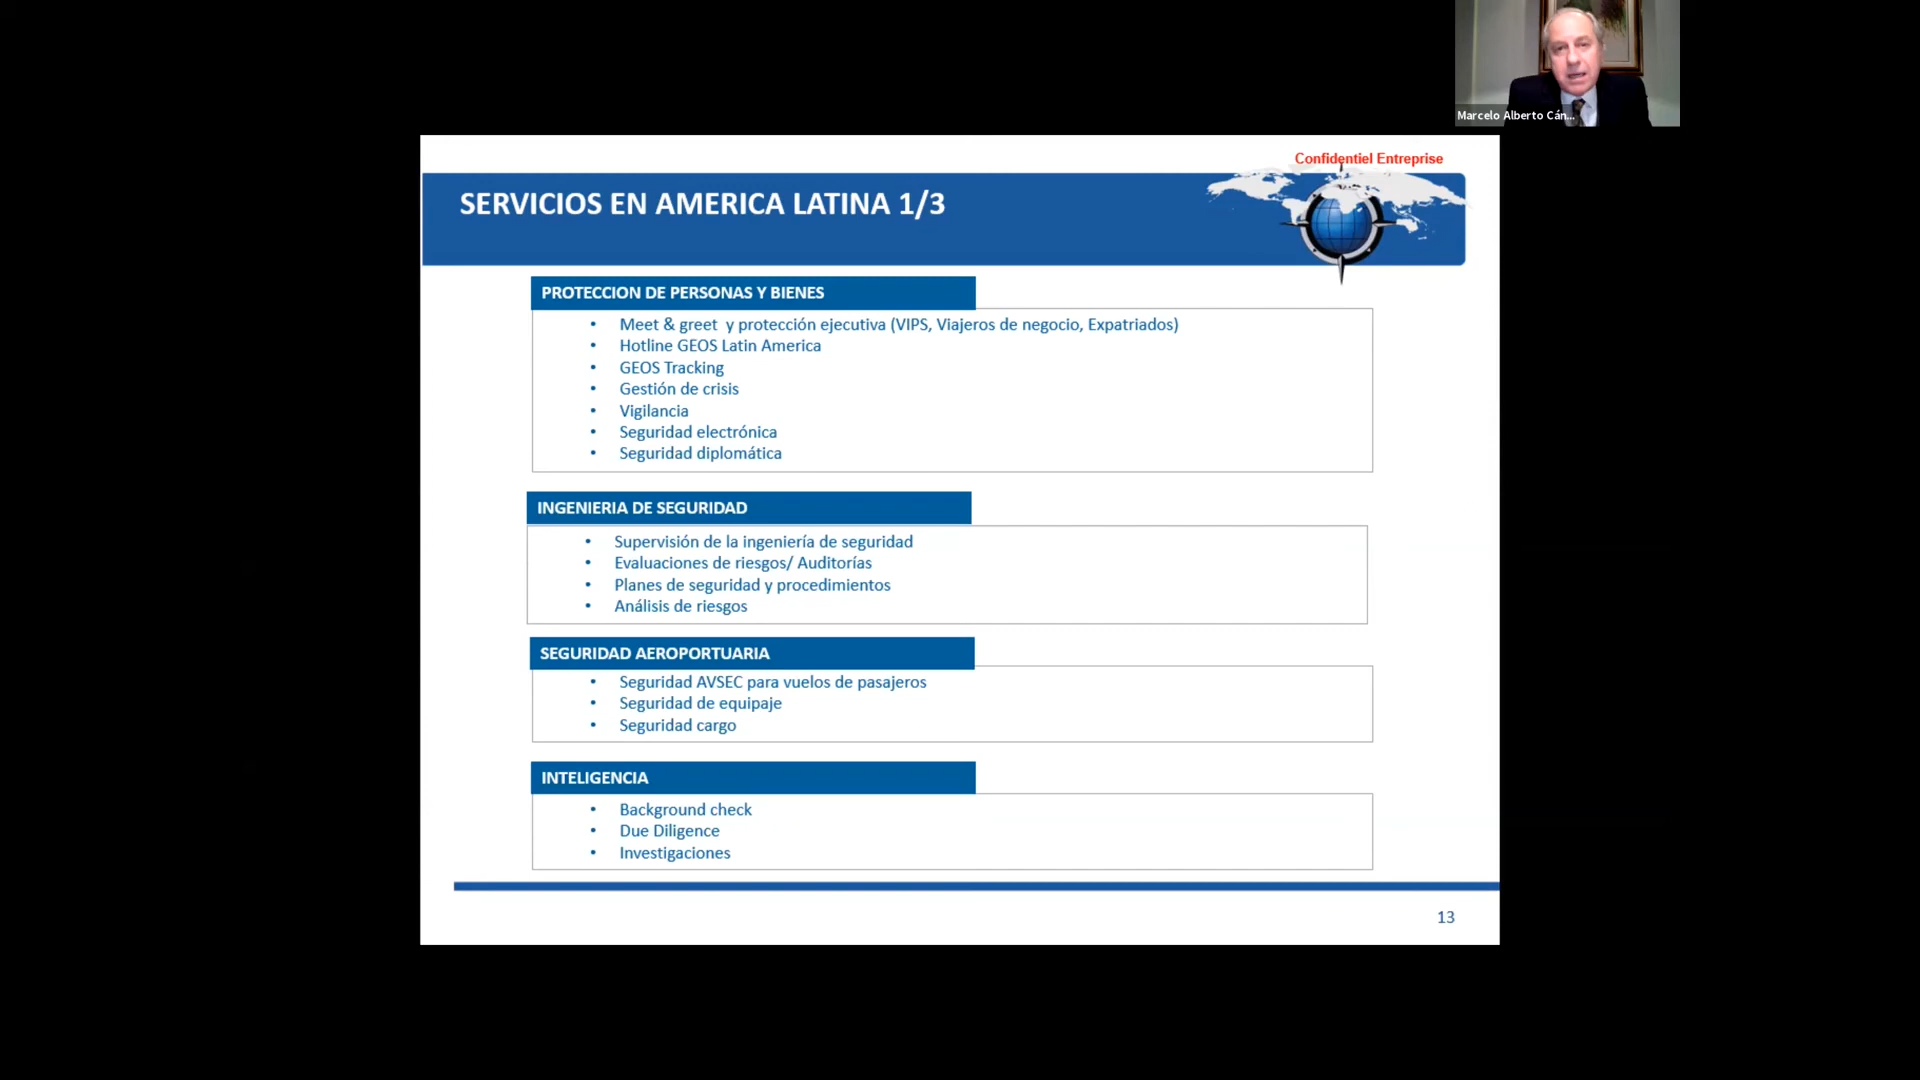 Marcelo Alberto Cán...
Confidentiel Entreprise
SERVICIOS EN AMERICA LATINA 1/3
PROTECCION DE PERSONAS Y BIENES
• Meet & greet y protección ejecutiva (VIPS, Viajeros de negocio, Expatriados)
• Hotline GEOS Latin America
• GEOS Tracking
• Gestión de crisis
• Vigilancia
• Seguridad electrónica
• Seguridad diplomática
INGENIERIA DE SEGURIDAD
• Supervisión de la ingeniería de seguridad
• Evaluaciones de riesgos/ Auditorías
• Planes de seguridad y procedimientos
• Análisis de riesgos
SEGURIDAD AEROPORTUARIA
• Seguridad AVSEC para vuelos de pasajeros
• Seguridad de equipaje
• Seguridad cargo
INTELIGENCIA
• Background check
• Due Diligence
• Investigaciones
13